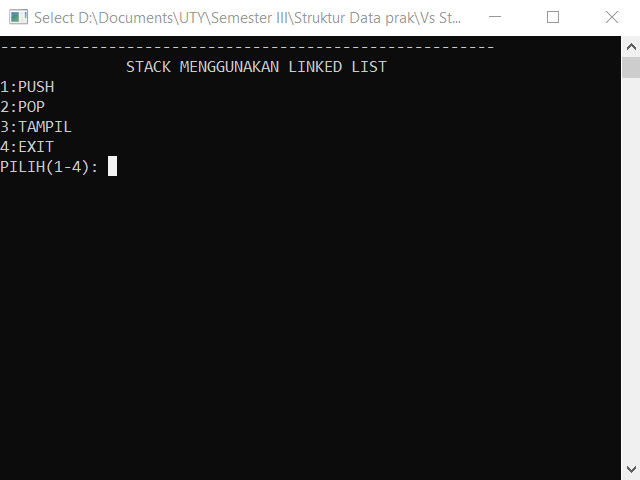 Select D:\Documents\UTY\Semester III\Struktur Data prak\Vs St...
-------------------------------------------------------
STACK MENGGUNAKAN LINKED LIST
1:PUSH
2:POP
3:TAMPIL
4:EXIT
PILIH(1-4):